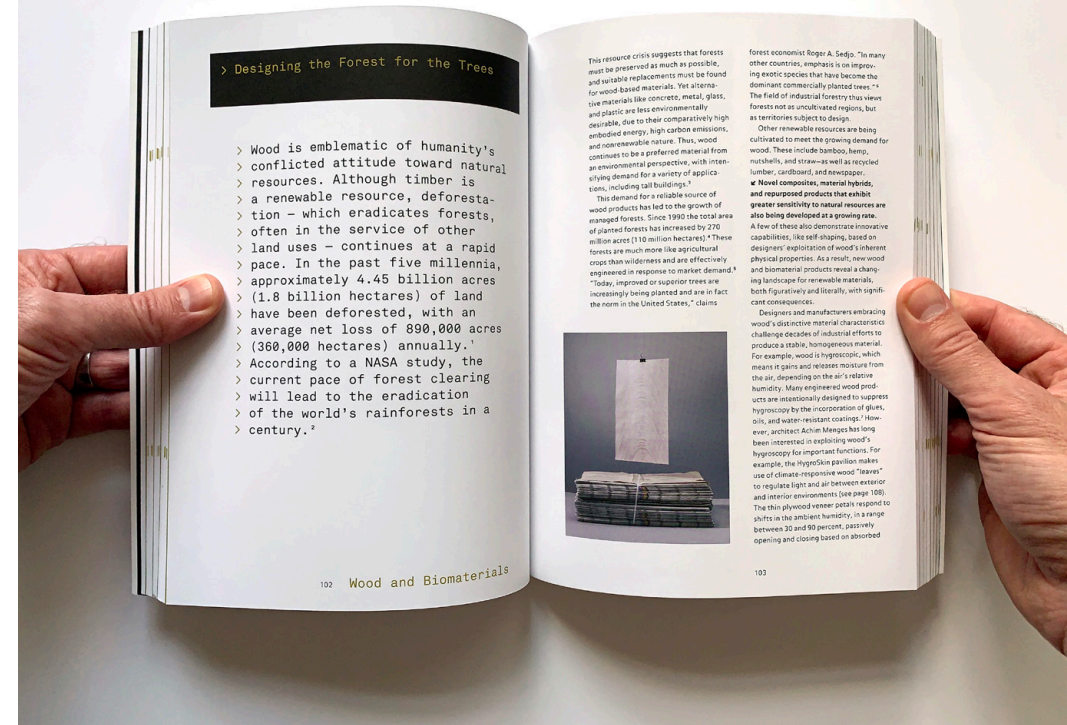 > Designing the Forest for the Trees
> Wood is emblematic of humanity's
> conflicted attitude toward natural
> resources. Although timber is
> a renewable resource, deforesta-
> tion — which eradicates forests,
> often in the service of other
> land uses — continues at a rapid
> pace. In the past five millennia,
> approximately 4.45 billion acres
> (1.8 billion hectares) of land
> have been deforested, with an
> average net loss of 890,000 acres
> (360,000 hectares) annually.¹
> According to a NASA study, the
> current pace of forest clearing
> will lead to the eradication
> of the world's rainforests in a
> century.²
102 Wood and Biomaterials
This resource crisis suggests that forests
must be preserved as much as possible,
and suitable replacements must be found
for wood-based materials. Yet alterna-
tive materials like concrete, metal, glass,
and plastic are less environmentally
desirable, due to their comparatively high
embodied energy, high carbon emissions,
and nonrenewable nature. Thus, wood
continues to be a preferred material from
an environmental perspective, with inten-
sifying demand for a variety of applica-
tions, including tall buildings.³
This demand for a reliable source of
wood products has led to the growth of
managed forests. Since 1990 the total area
of planted forests has increased by 270
million acres (110 million hectares).⁴ These
forests are much more like agricultural
crops than wilderness and are effectively
engineered in response to market demand.⁵
"Today, improved or superior trees are
increasingly being planted and are in fact
the norm in the United States," claims
forest economist Roger A. Sedjo. "In many
other countries, emphasis is on improv-
ing exotic species that have become the
dominant commercially planted trees."⁶
The field of industrial forestry thus views
forests not as uncultivated regions, but
as territories subject to design.
Other renewable resources are being
cultivated to meet the growing demand for
wood. These include bamboo, hemp,
nutshells, and straw—as well as recycled
lumber, cardboard, and newspaper.
↙ Novel composites, material hybrids,
and repurposed products that exhibit
greater sensitivity to natural resources are
also being developed at a growing rate.
A few of these also demonstrate innovative
capabilities, like self-shaping, based on
designers' exploitation of wood's inherent
physical properties. As a result, new wood
and biomaterial products reveal a chang-
ing landscape for renewable materials,
both figuratively and literally, with signifi-
cant consequences.
Designers and manufacturers embracing
wood's distinctive material characteristics
challenge decades of industrial efforts to
produce a stable, homogeneous material.
For example, wood is hygroscopic, which
means it gains and releases moisture from
the air, depending on the air's relative
humidity. Many engineered wood prod-
ucts are intentionally designed to suppress
hygroscopy by the incorporation of glues,
oils, and water-resistant coatings.⁷ How-
ever, architect Achim Menges has long
been interested in exploiting wood's
hygroscopy for important functions. For
example, the HygroSkin pavilion makes
use of climate-responsive wood "leaves"
to regulate light and air between exterior
and interior environments (see page 108).
The thin plywood veneer petals respond to
shifts in the ambient humidity, in a range
between 30 and 90 percent, passively
opening and closing based on absorbed
103